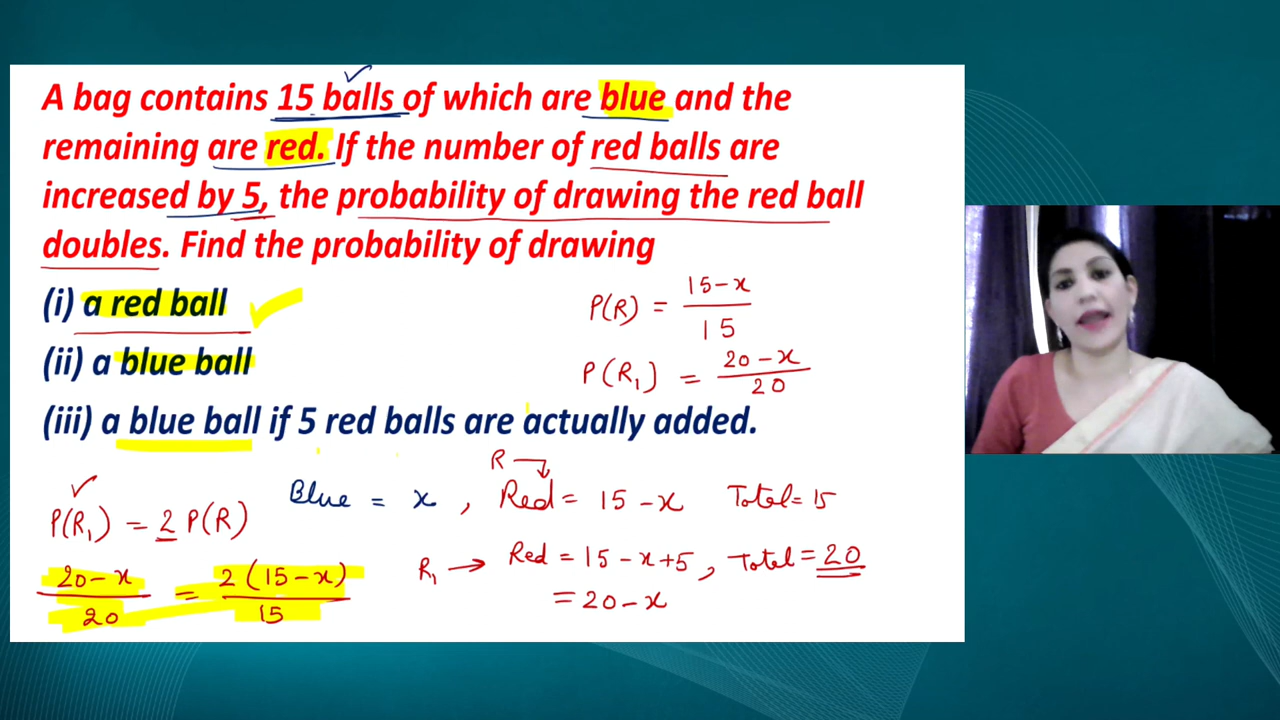 A bag contains 15 balls of which are blue and the
remaining are red. If the number of red balls are
increased by 5, the probability of drawing the red ball
doubles. Find the probability of drawing
(i) a red ball
(ii) a blue ball
(iii) a blue ball if 5 red balls are actually added.
P(R) = 15-x / 15
P(R₁) = 20-x / 20
R
Blue = x , Red = 15-x Total = 15
P(R₁) = 2 P(R)
R₁ → Red = 15-x+5, Total = 20
= 20-x
20-x / 20 = 2(15-x) / 15